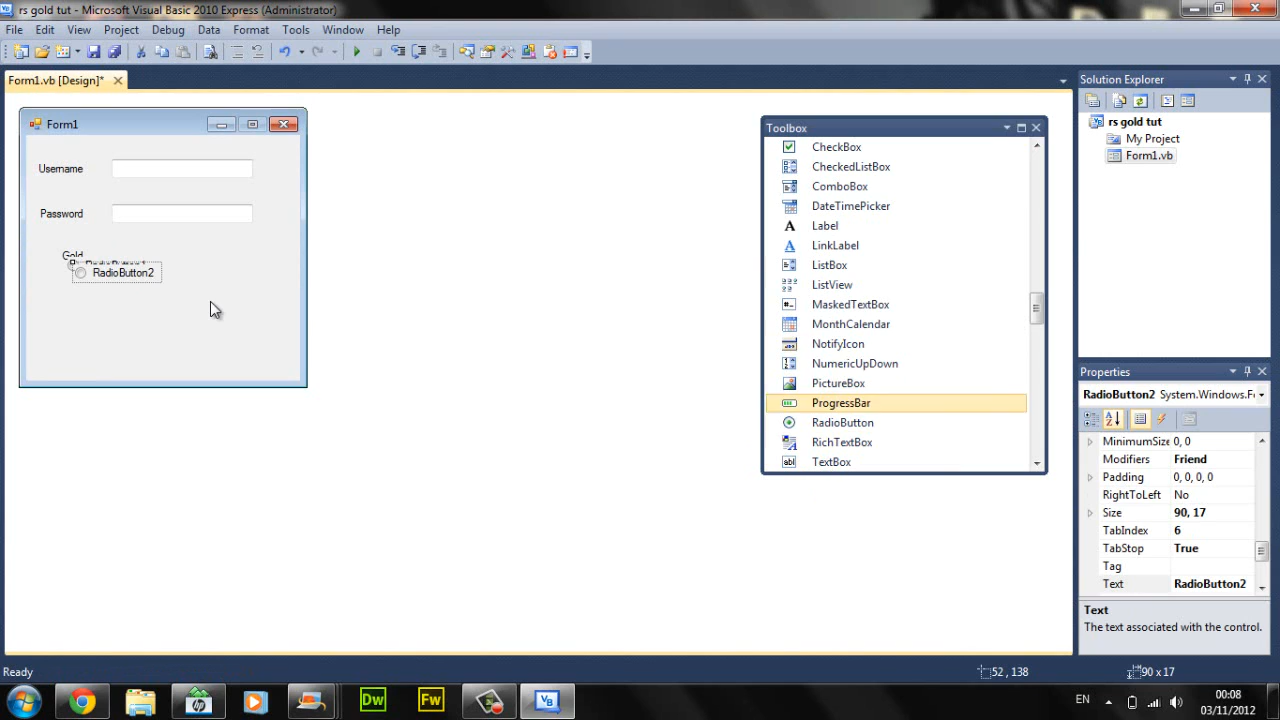 rs gold tut - Microsoft Visual Basic 2010 Express (Administrator)
File Edit View Project Debug Format Tools Window Help
Form1.vb [Design]*
Form1
Username
Password
Gold
RadioButton2
Toolbox
CheckBox
CheckedListBox
ComboBox
DateTimePicker
Label
LinkLabel
ListBox
ListView
MaskedTextBox
MonthCalendar
NotifyIcon
NumericUpDown
PictureBox
ProgressBar
RadioButton
RichTextBox
TextBox
Solution Explorer
rs gold tut
My Project
Form1.vb
Properties
RadioButton2 System.Windows.Fo
MinimumSize 0, 0
Modifiers Friend
Padding 0, 0, 0, 0
RightToLeft No
Size 90, 17
TabIndex 6
TabStop True
Tag
Text RadioButton2
Text
The text associated with the control.
Ready 52 , 138 90 x 17
hp Dw Fw VB EN 00:08
03/11/2012